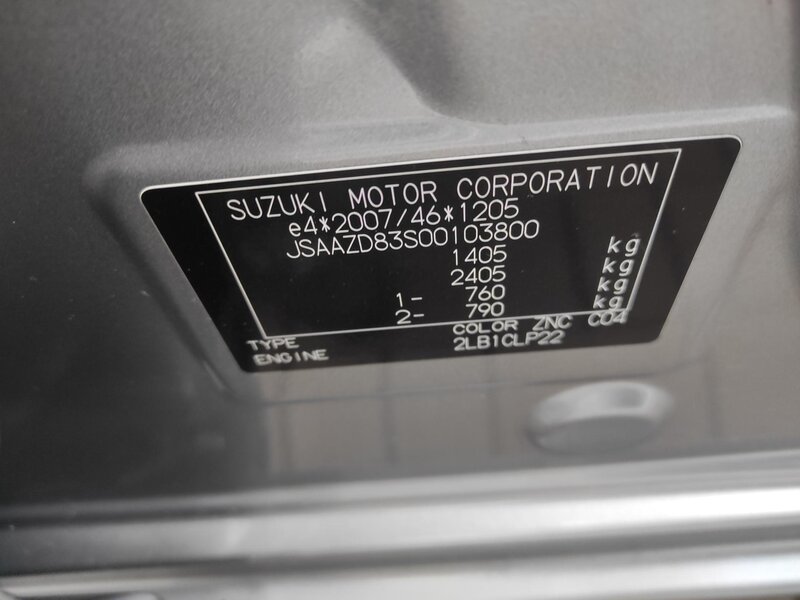 SUZUKI MOTOR CORPORATION
e4*2007/46*1205
JSAAZD83S00103800
1405 kg
2405 kg
1- 760 kg
2- 790 kg
TYPE COLOR ZNC C04
ENGINE 2LB1CLP22